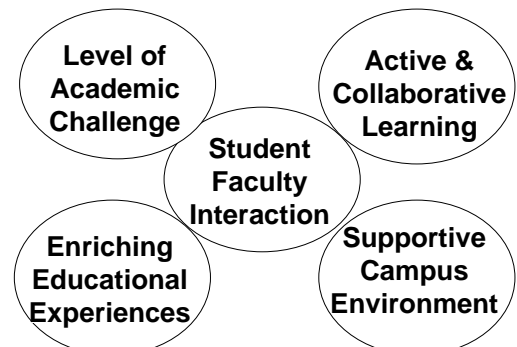 Level of
Academic
Challenge
Active &
Collaborative
Learning
Student
Faculty
Interaction
Enriching
Educational
Experiences
Supportive
Campus
Environment